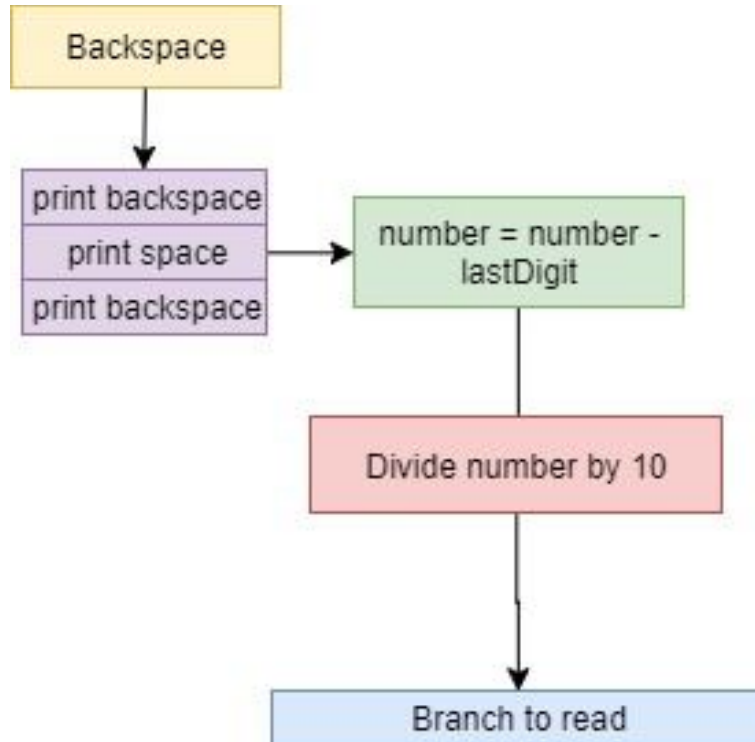 Backspace
print backspace
print space
print backspace
number = number -
lastDigit
Divide number by 10
Branch to read